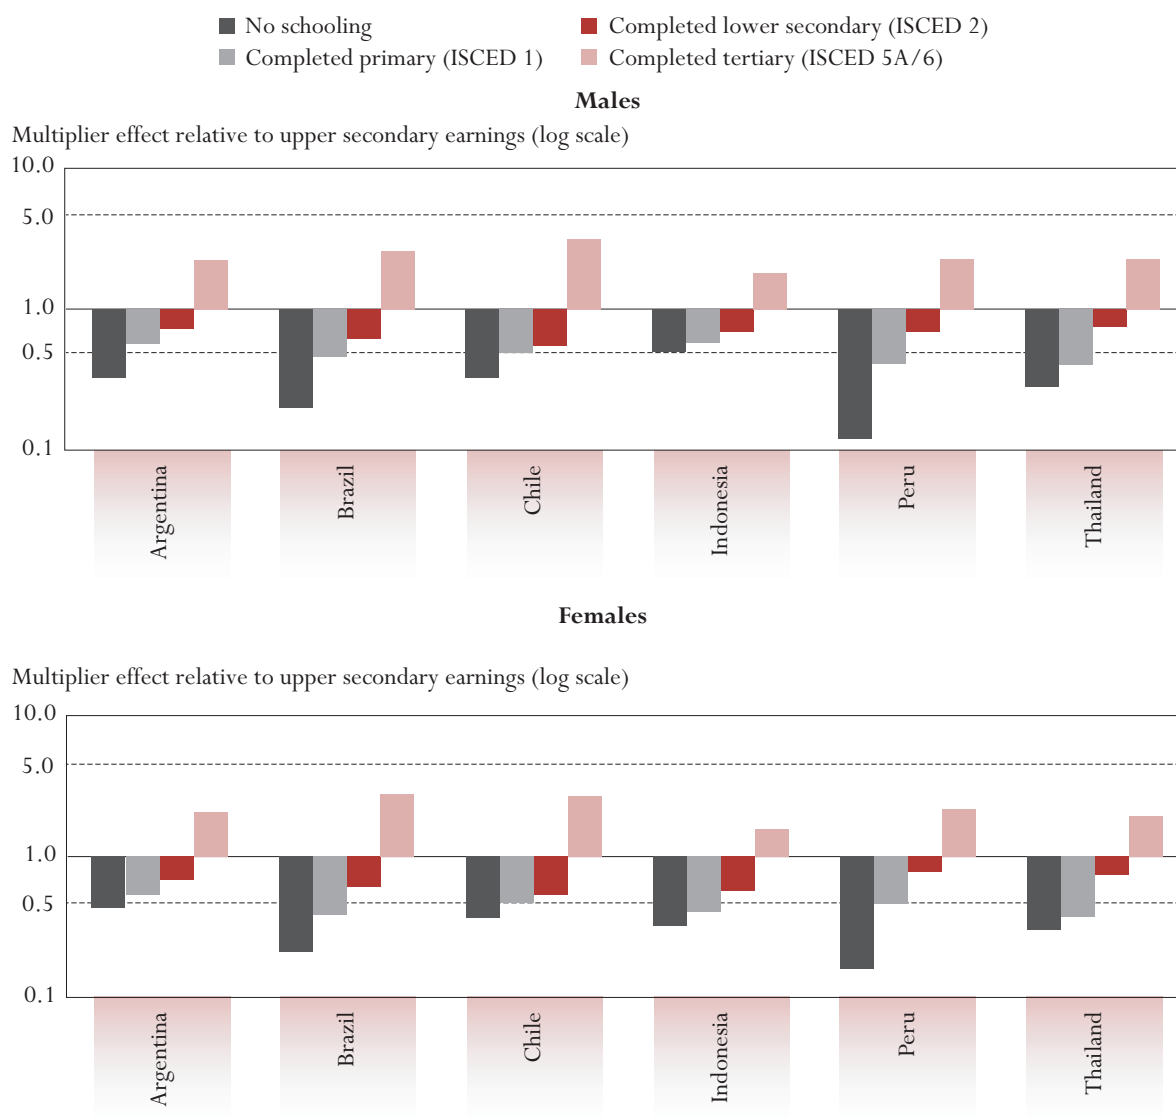 No schooling
Completed lower secondary (ISCED 2)
Completed primary (ISCED 1)
Completed tertiary (ISCED 5A/6)
Males
Multiplier effect relative to upper secondary earnings (log scale)
10.0
5.0
1.0
0.5
0.1
Argentina
Brazil
Chile
Indonesia
Peru
Thailand
Females
Multiplier effect relative to upper secondary earnings (log scale)
10.0
5.0
1.0
0.5
0.1
Argentina
Brazil
Chile
Indonesia
Peru
Thailand